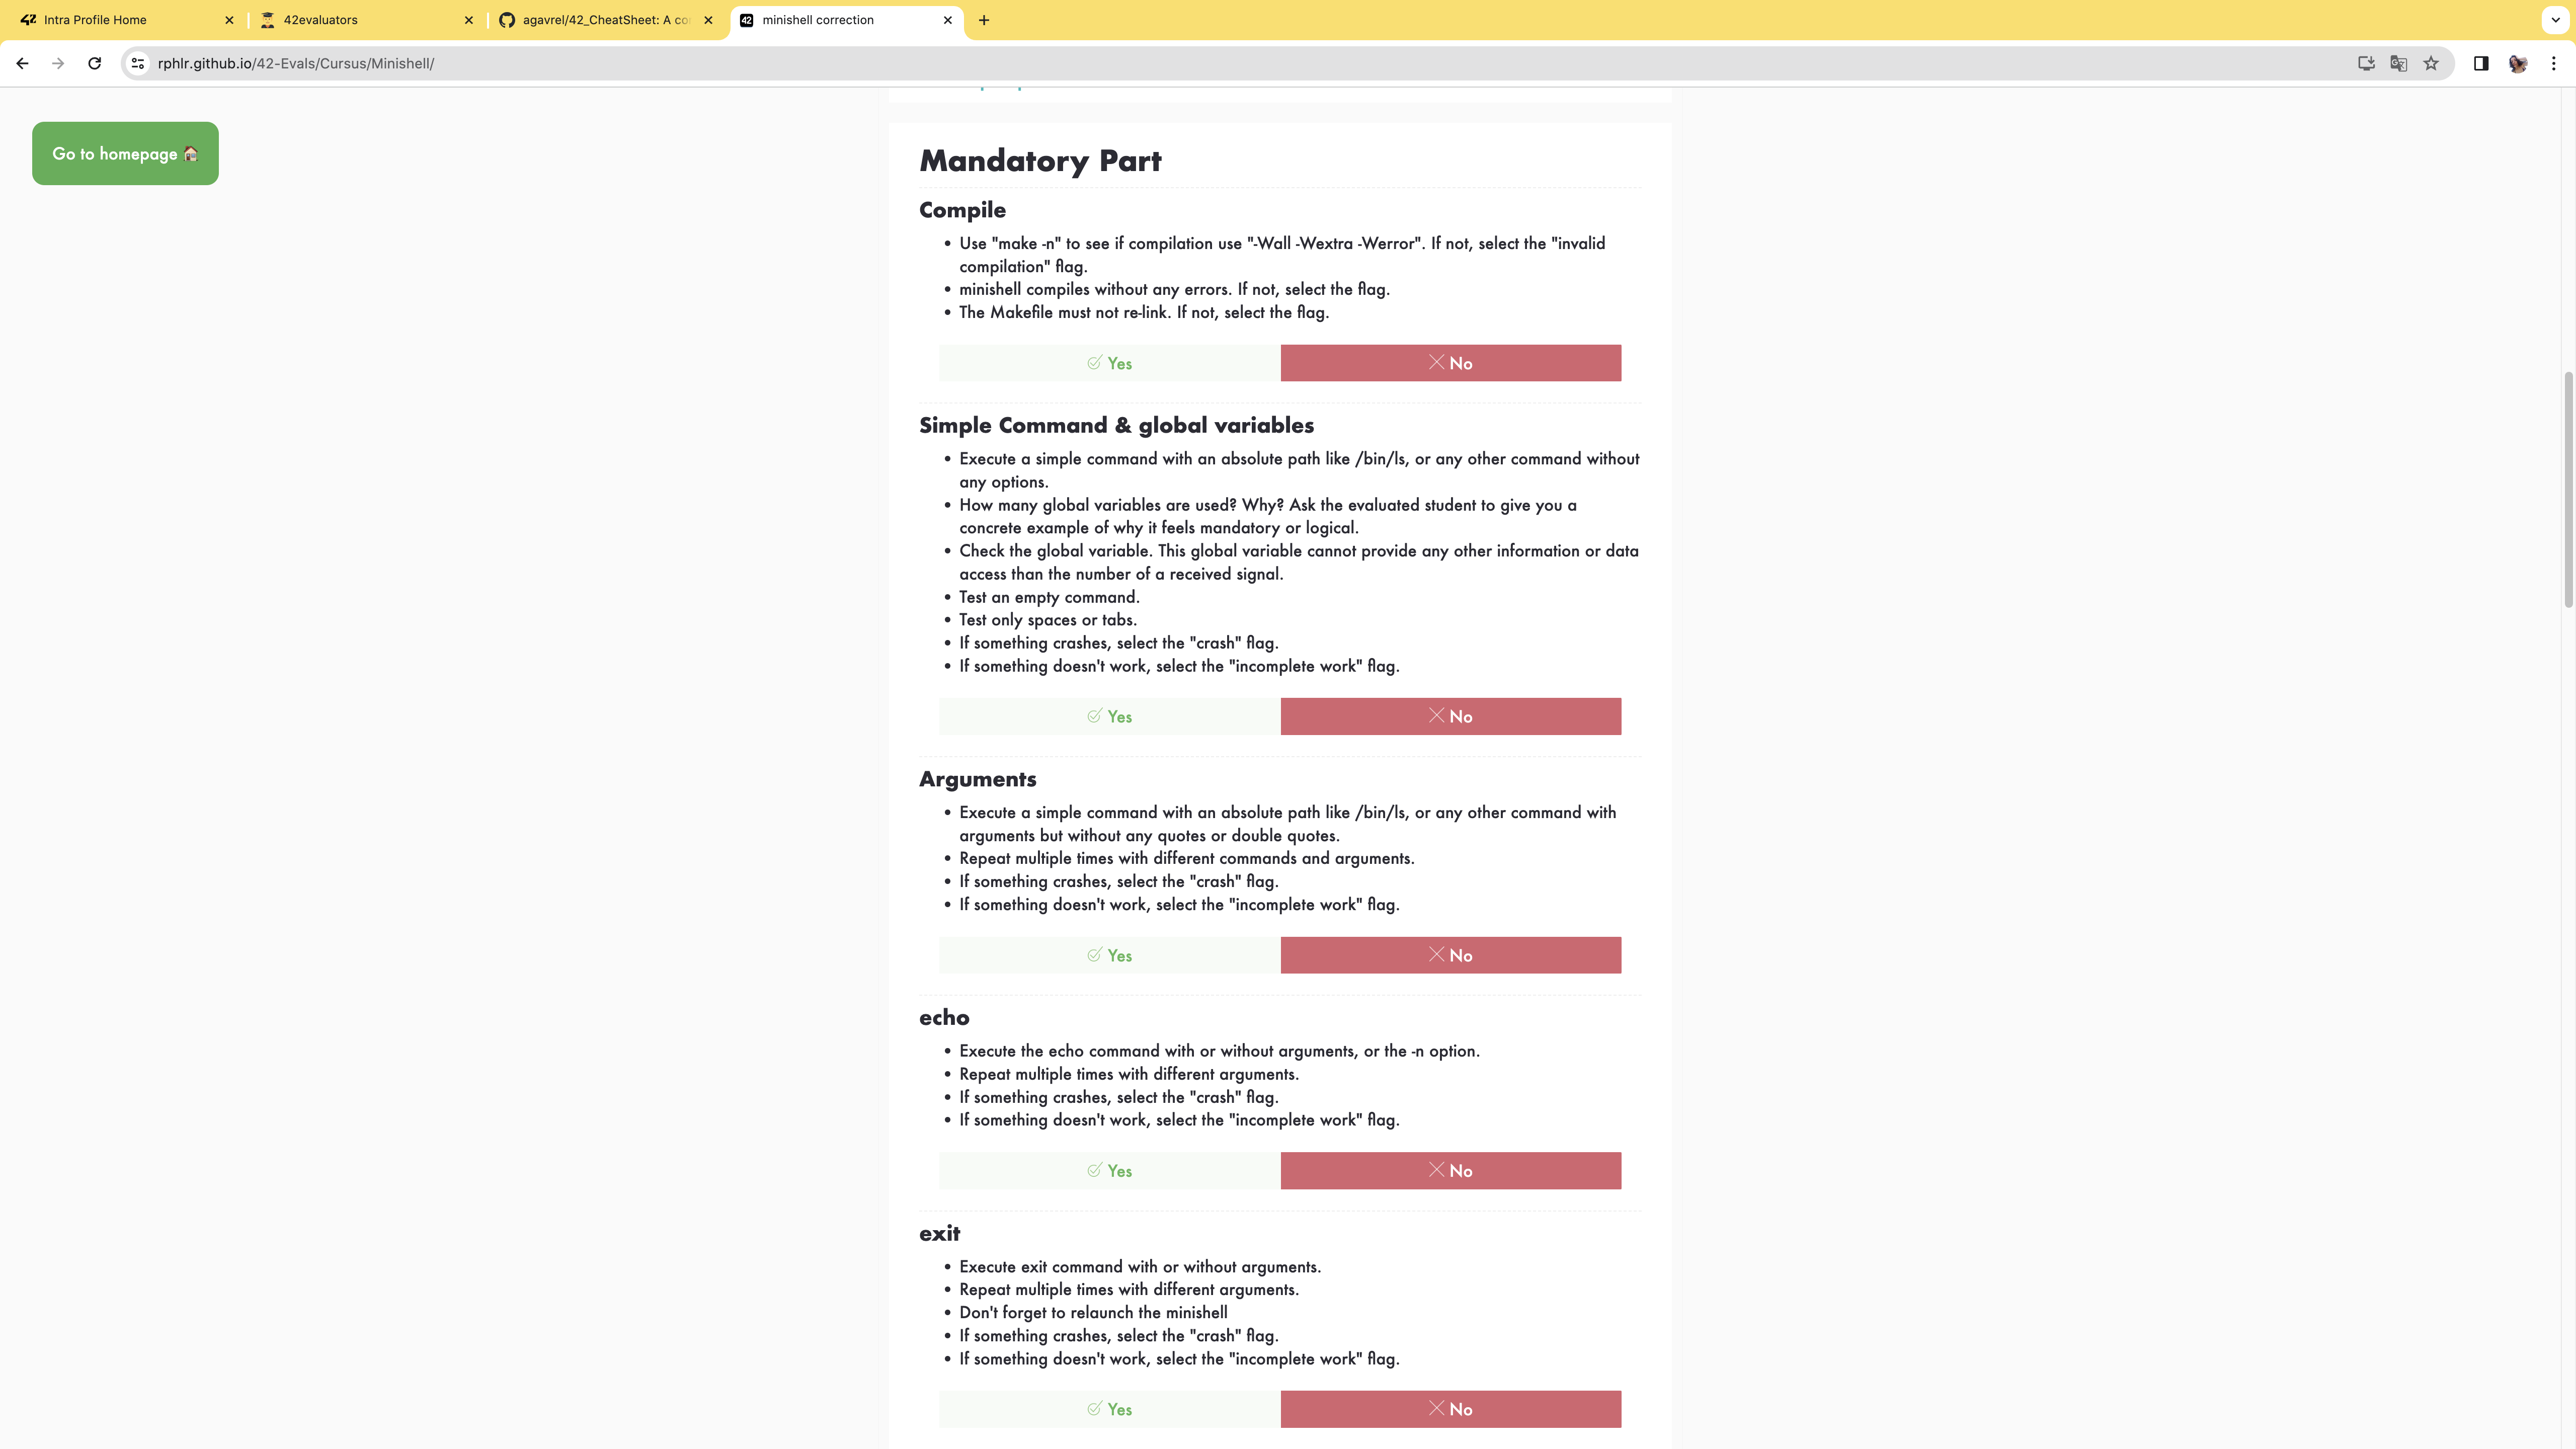 Intra Profile Home
42evaluators
agavrel/42_CheatSheet: A co
minishell correction
rphlr.github.io/42-Evals/Cursus/Minishell/
Go to homepage
Mandatory Part
Compile
Use "make -n" to see if compilation use "-Wall -Wextra -Werror". If not, select the "invalid
compilation" flag.
minishell compiles without any errors. If not, select the flag.
The Makefile must not re-link. If not, select the flag.
Yes
No
Simple Command & global variables
Execute a simple command with an absolute path like /bin/ls, or any other command without
any options.
How many global variables are used? Why? Ask the evaluated student to give you a
concrete example of why it feels mandatory or logical.
Check the global variable. This global variable cannot provide any other information or data
access than the number of a received signal.
Test an empty command.
Test only spaces or tabs.
If something crashes, select the "crash" flag.
If something doesn't work, select the "incomplete work" flag.
Yes
No
Arguments
Execute a simple command with an absolute path like /bin/ls, or any other command with
arguments but without any quotes or double quotes.
Repeat multiple times with different commands and arguments.
If something crashes, select the "crash" flag.
If something doesn't work, select the "incomplete work" flag.
Yes
No
echo
Execute the echo command with or without arguments, or the -n option.
Repeat multiple times with different arguments.
If something crashes, select the "crash" flag.
If something doesn't work, select the "incomplete work" flag.
Yes
No
exit
Execute exit command with or without arguments.
Repeat multiple times with different arguments.
Don't forget to relaunch the minishell
If something crashes, select the "crash" flag.
If something doesn't work, select the "incomplete work" flag.
Yes
No